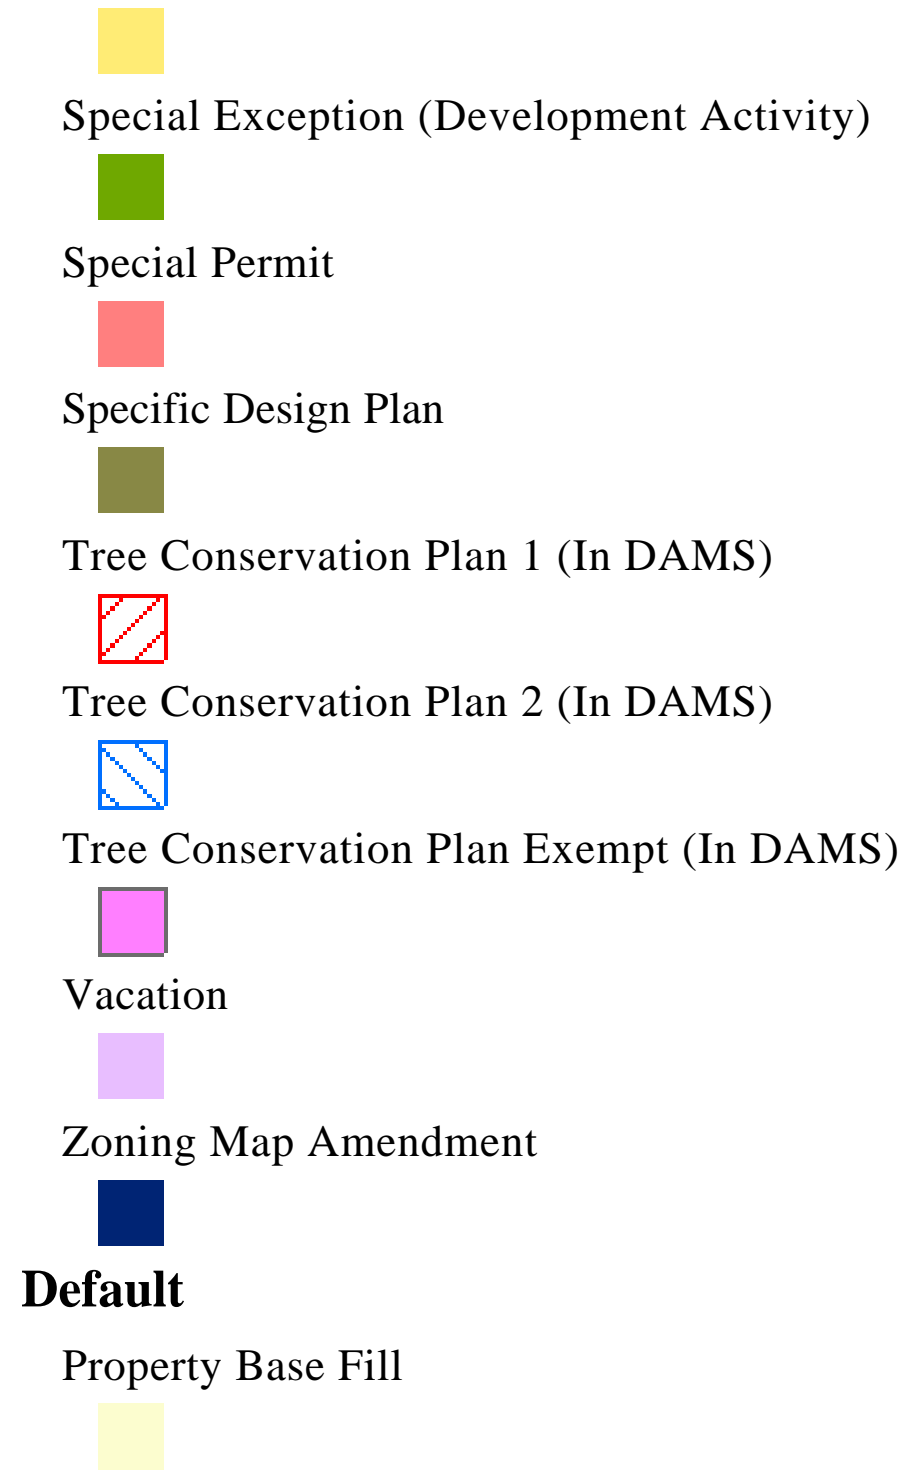 Special Exception (Development Activity)
Special Permit
Specific Design Plan
Tree Conservation Plan 1 (In DAMS)
Tree Conservation Plan 2 (In DAMS)
Tree Conservation Plan Exempt (In DAMS)
Vacation
Zoning Map Amendment
Default
Property Base Fill